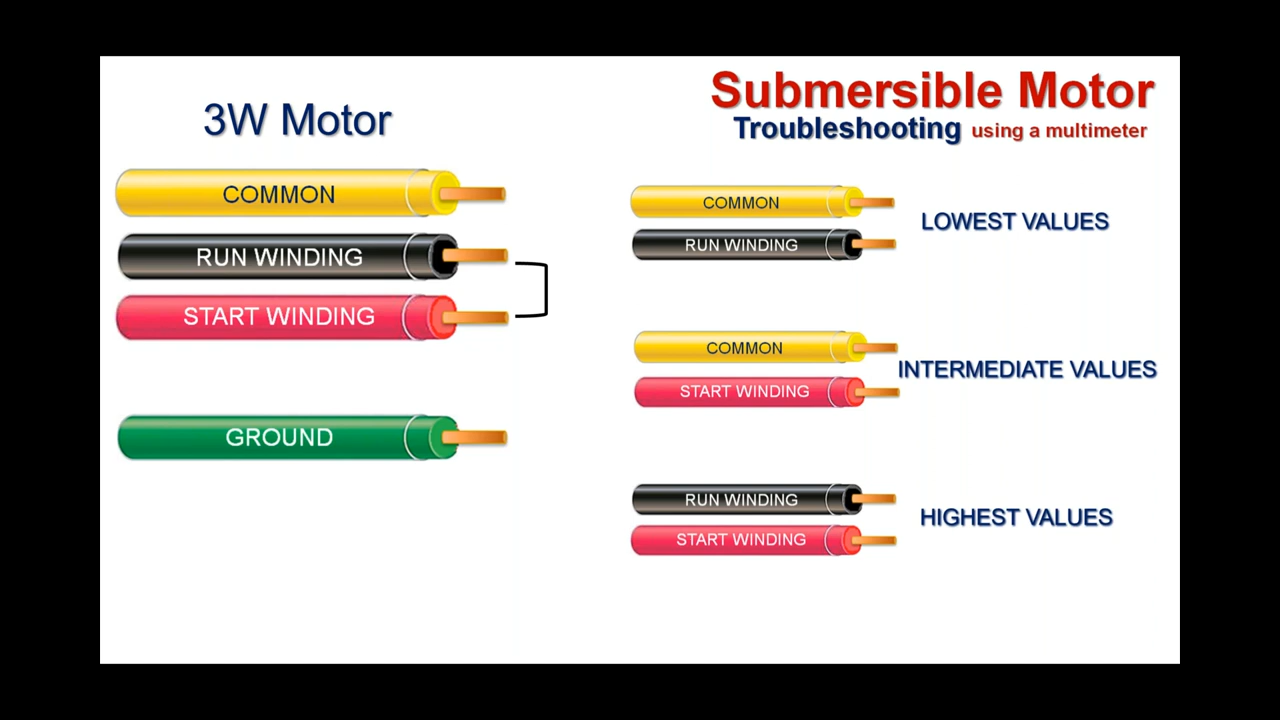 3W Motor
COMMON
RUN WINDING
START WINDING
GROUND
Submersible Motor
Troubleshooting using a multimeter
COMMON
RUN WINDING
LOWEST VALUES
COMMON
START WINDING
INTERMEDIATE VALUES
RUN WINDING
START WINDING
HIGHEST VALUES